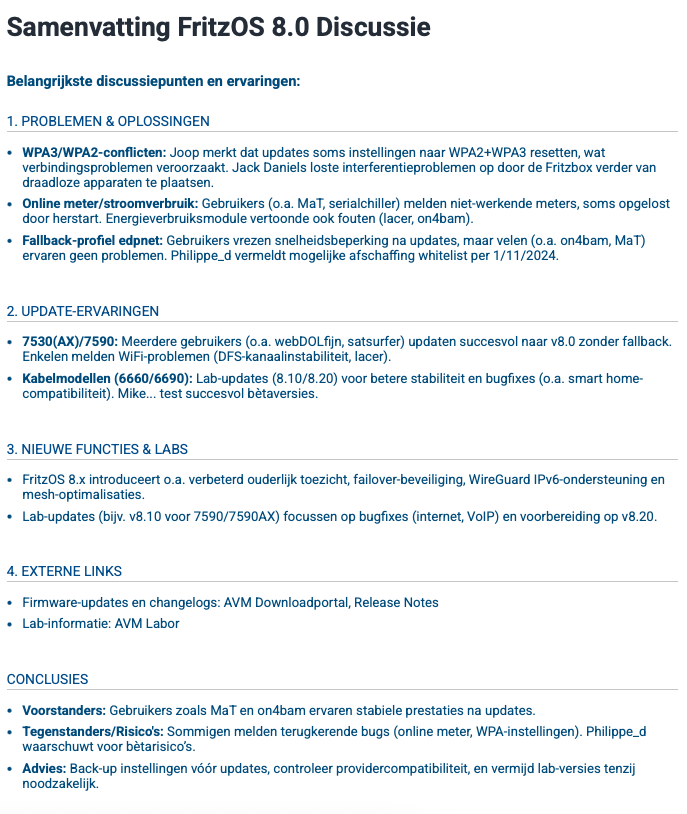 Samenvatting FritzOS 8.0 Discussie
Belangrijkste discussiepunten en ervaringen:
1. PROBLEMEN & OPLOSSINGEN
• WPA3/WPA2-conflicten: Joop merkt dat updates soms instellingen naar WPA2+WPA3 resetten, wat
verbindingsproblemen veroorzaakt. Jack Daniels loste interferentieproblemen op door de Fritzbox verder van
draadloze apparaten te plaatsen.
• Online meter/stroomverbruik: Gebruikers (o.a. MaT, serialchiller) melden niet-werkende meters, soms opgelost
door herstart. Energieverbruiksmodule vertoonde ook fouten (lacer, on4bam).
• Fallback-profiel edpnet: Gebruikers vrezen snelheidsbeperking na updates, maar velen (o.a. on4bam, MaT)
ervaren geen problemen. Philippe_d vermeldt mogelijke afschaffing whitelist per 1/11/2024.
2. UPDATE-ERVARINGEN
• 7530(AX)/7590: Meerdere gebruikers (o.a. webDOLfijn, satsurfer) updaten succesvol naar v8.0 zonder fallback.
Enkelen melden WiFi-problemen (DFS-kanaalinstabiliteit, lacer).
• Kabelmodellen (6660/6690): Lab-updates (8.10/8.20) voor betere stabiliteit en bugfixes (o.a. smart home-
compatibiliteit). Mike... test succesvol bètaversies.
3. NIEUWE FUNCTIES & LABS
• FritzOS 8.x introduceert o.a. verbeterd ouderlijk toezicht, failover-beveiliging, WireGuard IPv6-ondersteuning en
mesh-optimalisaties.
• Lab-updates (bijv. v8.10 voor 7590/7590AX) focussen op bugfixes (internet, VoIP) en voorbereiding op v8.20.
4. EXTERNE LINKS
• Firmware-updates en changelogs: AVM Downloadportal, Release Notes
• Lab-informatie: AVM Labor
CONCLUSIES
• Voorstanders: Gebruikers zoals MaT en on4bam ervaren stabiele prestaties na updates.
• Tegenstanders/Risico's: Sommigen melden terugkerende bugs (online meter, WPA-instellingen). Philippe_d
waarschuwt voor bètarisico's.
• Advies: Back-up instellingen vóór updates, controleer providercompatibiliteit, en vermijd lab-versies tenzij
noodzakelijk.